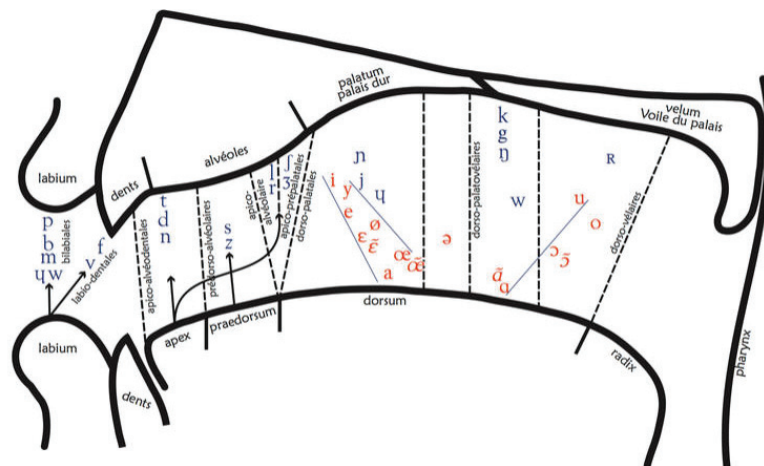 palatum
palais dur
velum
Voile du palais
alvéoles
labium
dents
p
b
m
ɥ w
bilabiales
f
v
labio-dentales
apico-alvéodentales
t
d
n
prédorso-alvéolaires
s
z
apico-
alvéolaire
l
r
ʃ
ʒ
apico-prépalatales
dorso-palatales
ɲ
j
ɥ
i
y
e
ø
ɛ
ɛ̃
œ
œ̃
a
ə
dorso-palatovélaires
k
g
ŋ
w
ʀ
u
o
ɔ
ɔ̃
ɑ̃
ɑ
dorso-vélaires
labium
dents
apex
praedorsum
dorsum
radix
pharynx